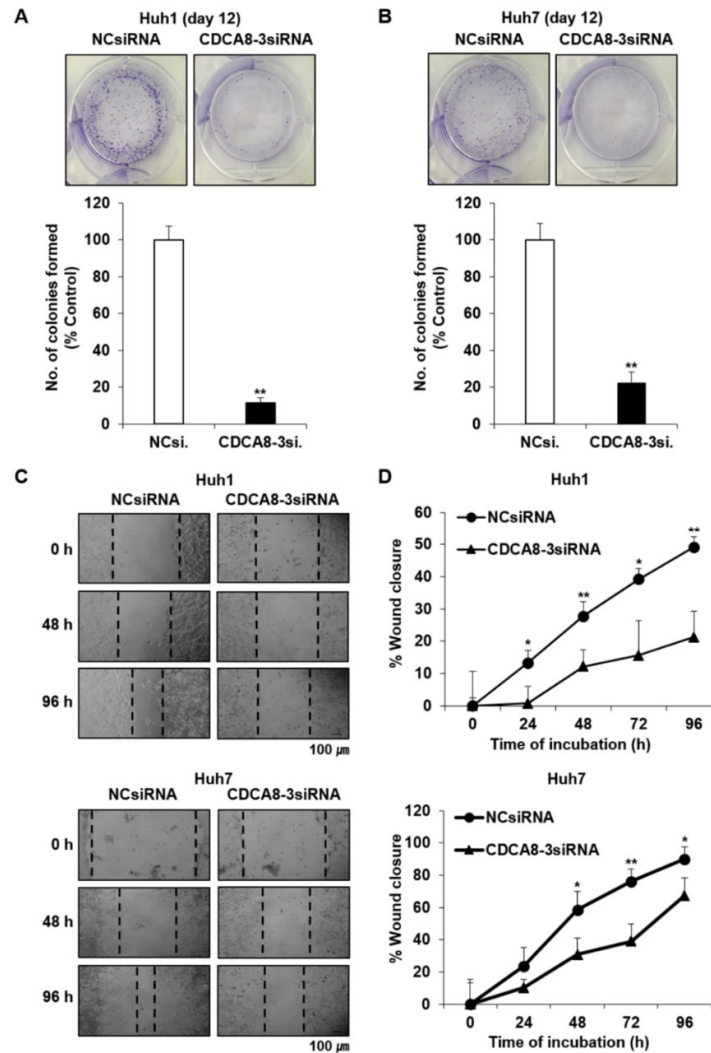 A
Huh1 (day 12)
NCsiRNA CDCA8-3siRNA
No. of colonies formed
(% Control)
120
100
80
60
40
20
0
**
NCsi. CDCA8-3si.
B
Huh7 (day 12)
NCsiRNA CDCA8-3siRNA
No. of colonies formed
(% Control)
120
100
80
60
40
20
0
**
NCsi. CDCA8-3si.
C
Huh1
NCsiRNA CDCA8-3siRNA
0 h
48 h
96 h
100 ㎛
Huh7
NCsiRNA CDCA8-3siRNA
0 h
48 h
96 h
100 ㎛
D
Huh1
% Wound closure
60
50
40
30
20
10
0
NCsiRNA
CDCA8-3siRNA
*
**
*
**
0 24 48 72 96
Time of incubation (h)
Huh7
% Wound closure
120
100
80
60
40
20
0
NCsiRNA
CDCA8-3siRNA
*
**
*
0 24 48 72 96
Time of incubation (h)